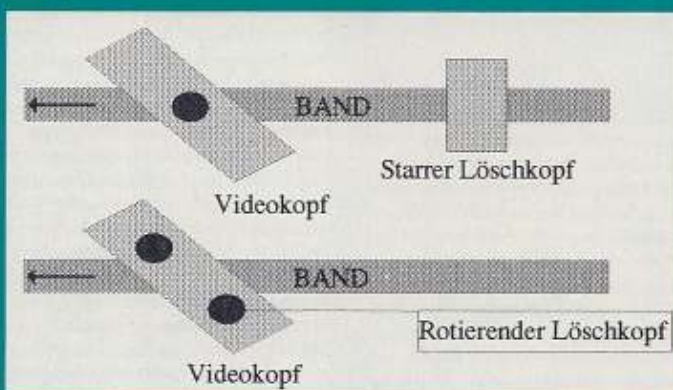 BAND
Starrer Löschkopf
Videokopf
BAND
Rotierender Löschkopf
Videokopf